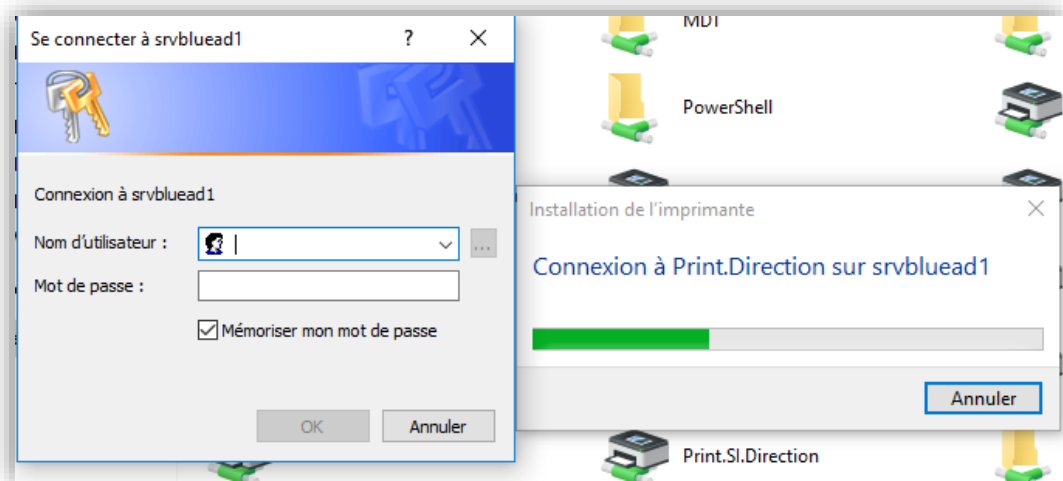 Se connecter à srvbluead1
?
MDT
PowerShell
Connexion à srvbluead1
Nom d'utilisateur :
...
Mot de passe :
Mémoriser mon mot de passe
OK
Annuler
Installation de l'imprimante
Connexion à Print.Direction sur srvbluead1
Annuler
Print.SI.Direction